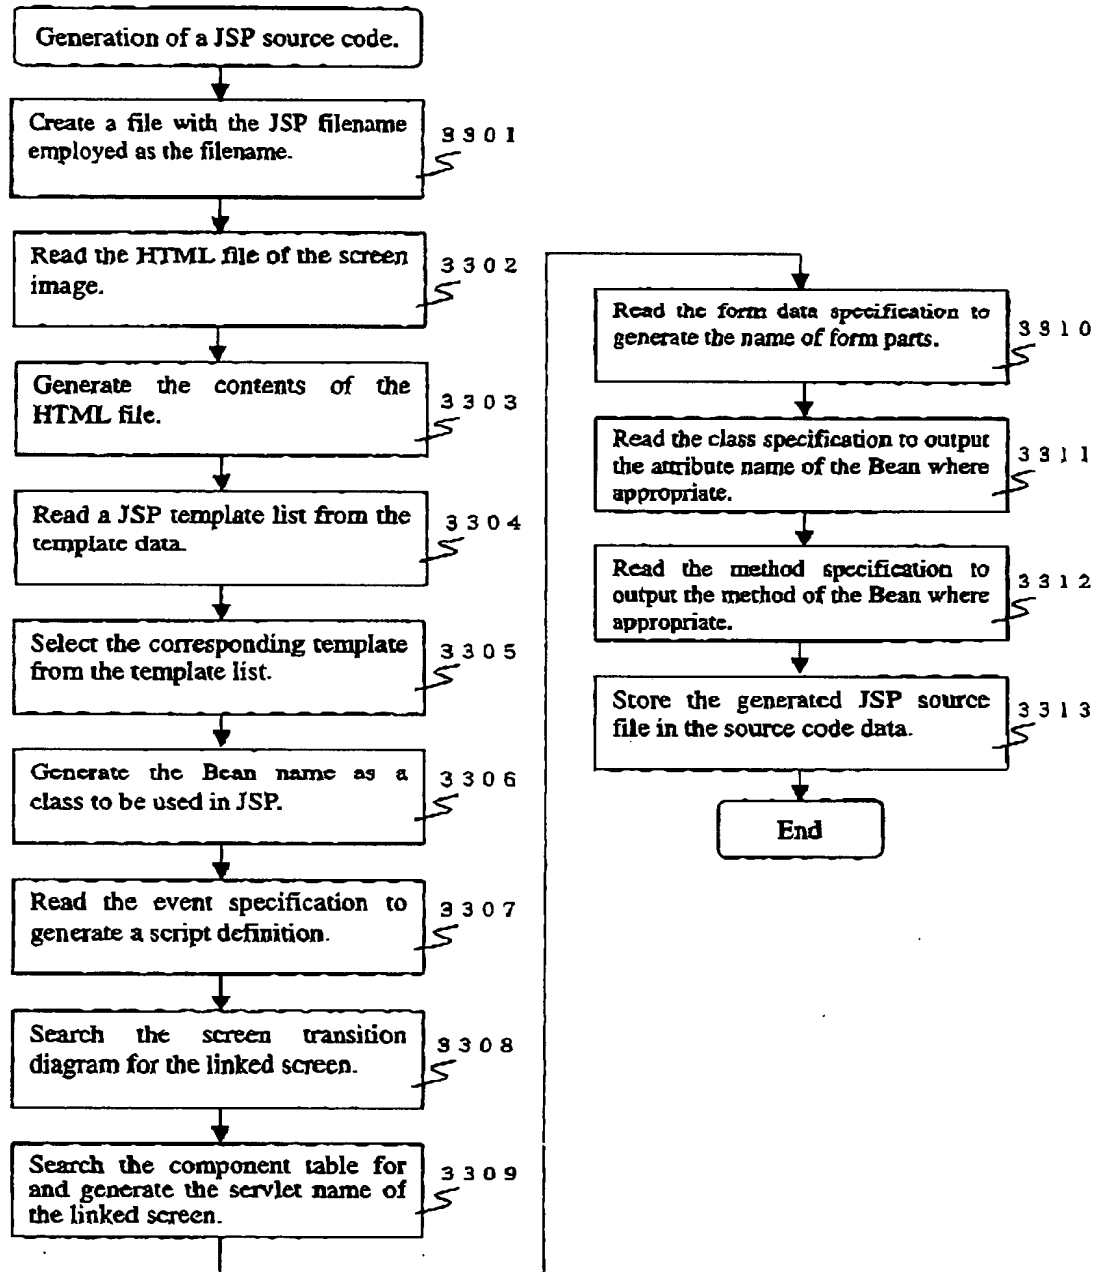 Generation of a JSP source code.
Create a file with the JSP filename
employed as the filename.
3301
Read the HTML file of the screen
image.
3302
Generate the contents of the
HTML file.
3303
Read a JSP template list from the
template data.
3304
Select the corresponding template
from the template list.
3305
Generate the Bean name as a
class to be used in JSP.
3306
Read the event specification to
generate a script definition.
3307
Search the screen transition
diagram for the linked screen.
3308
Search the component table for
and generate the servlet name of
the linked screen.
3309
Read the form data specification to
generate the name of form parts.
3310
Read the class specification to output
the attribute name of the Bean where
appropriate.
3311
Read the method specification to
output the method of the Bean where
appropriate.
3312
Store the generated JSP source
file in the source code data.
3313
End